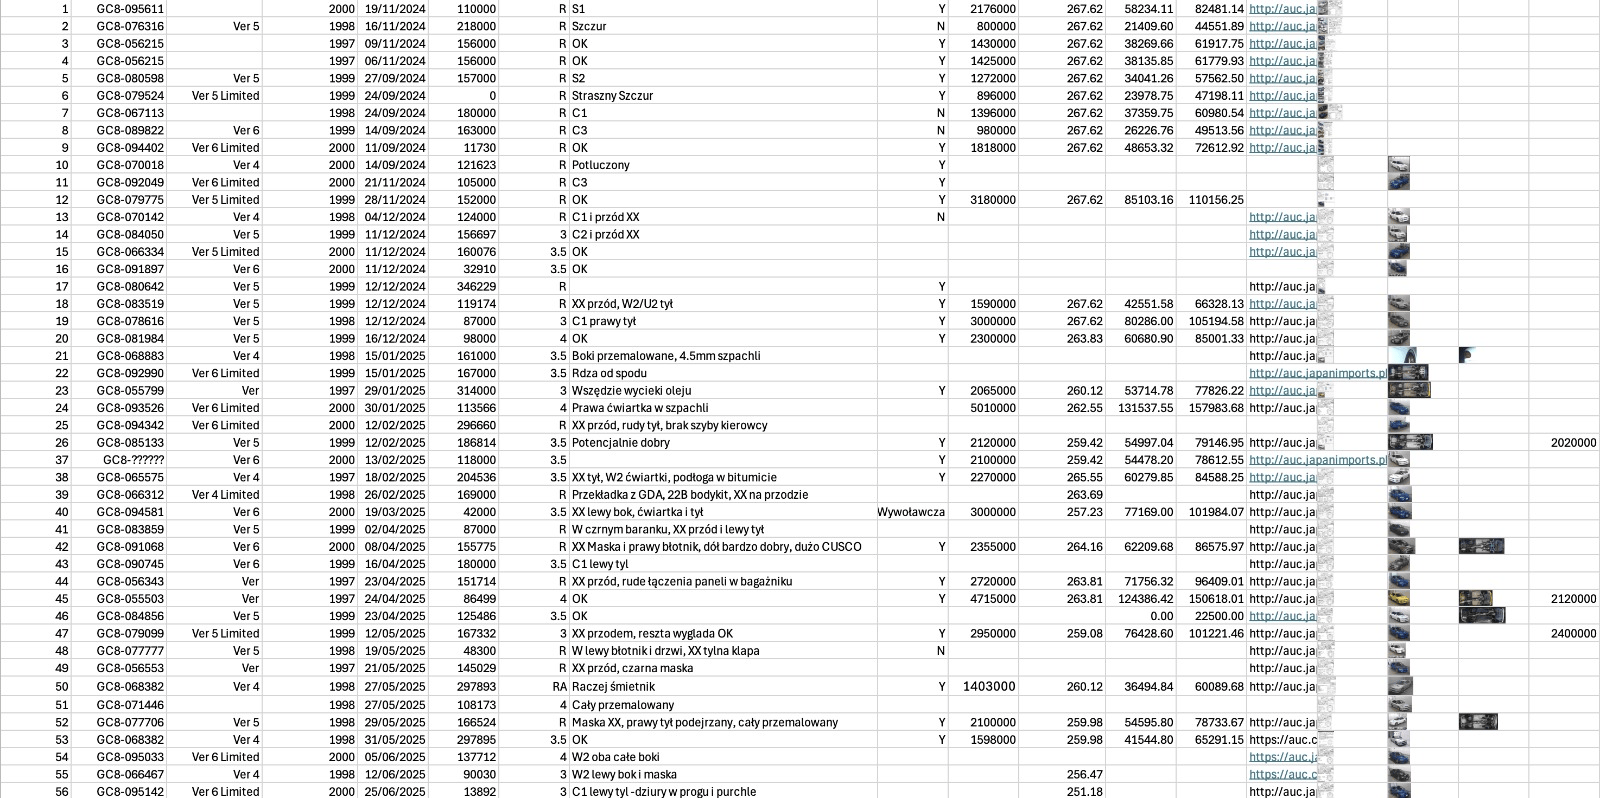 1 GC8-095611 2000 19/11/2024 110000 R S1 Y 2176000 267.62 58234.11 82481.14 http://auc.ja
2 GC8-076316 Ver 5 1998 16/11/2024 218000 R Szczur N 800000 267.62 21409.60 44551.89 http://auc.ja
3 GC8-056215 1997 09/11/2024 156000 R OK Y 1430000 267.62 38269.66 61917.75 http://auc.ja
4 GC8-056215 1997 06/11/2024 156000 R OK Y 1425000 267.62 38135.85 61779.93 http://auc.ja
5 GC8-080598 Ver 5 1999 27/09/2024 157000 R S2 Y 1272000 267.62 34041.26 57562.50 http://auc.ja
6 GC8-079524 Ver 5 Limited 1999 24/09/2024 0 R Straszny Szczur Y 896000 267.62 23978.75 47198.11 http://auc.ja
7 GC8-067113 1998 24/09/2024 180000 R C1 N 1396000 267.62 37359.75 60980.54 http://auc.ja
8 GC8-089822 Ver 6 1999 14/09/2024 163000 R C3 N 980000 267.62 26226.76 49513.56 http://auc.ja
9 GC8-094402 Ver 6 Limited 2000 11/09/2024 11730 R OK Y 1818000 267.62 48653.32 72612.92 http://auc.ja
10 GC8-070018 Ver 4 2000 14/09/2024 121623 R Potluczony Y
11 GC8-092049 Ver 6 Limited 2000 21/11/2024 105000 R C3 Y
12 GC8-079775 Ver 5 Limited 1999 28/11/2024 152000 R OK Y 3180000 267.62 85103.16 110156.25
13 GC8-070142 Ver 4 1998 04/12/2024 124000 R C1 i przód XX N http://auc.ja
14 GC8-084050 Ver 5 1999 11/12/2024 156697 3 C2 i przód XX http://auc.ja
15 GC8-066334 Ver 5 Limited 2000 11/12/2024 160076 3.5 OK http://auc.ja
16 GC8-091897 Ver 6 2000 11/12/2024 32910 3.5 OK
17 GC8-080642 Ver 5 1999 12/12/2024 346229 R Y http://auc.ja
18 GC8-083519 Ver 5 1999 12/12/2024 119174 R XX przód, W2/U2 tył Y 1590000 267.62 42551.58 66328.13 http://auc.ja
19 GC8-078616 Ver 5 1998 12/12/2024 87000 3 C1 prawy tył Y 3000000 267.62 80286.00 105194.58 http://auc.ja
20 GC8-081984 Ver 5 1999 16/12/2024 98000 4 OK Y 2300000 263.83 60680.90 85001.33 http://auc.ja
21 GC8-068883 Ver 4 1998 15/01/2025 161000 3.5 Boki przemalowane, 4.5mm szpachli http://auc.ja
22 GC8-092990 Ver 6 Limited 1999 15/01/2025 167000 3.5 Rdza od spodu http://auc.japanimports.pl
23 GC8-055799 Ver 1997 29/01/2025 314000 3 Wszędzie wycieki oleju Y 2065000 260.12 53714.78 77826.22 http://auc.ja
24 GC8-093526 Ver 6 Limited 2000 30/01/2025 113566 4 Prawa ćwiartka w szpachli 5010000 262.55 131537.55 157983.68 http://auc.ja
25 GC8-094342 Ver 6 Limited 2000 12/02/2025 296660 R XX przód, rudy tył, brak szyby kierowcy
26 GC8-085133 Ver 5 1999 12/02/2025 186814 3.5 Potencjalnie dobry Y 2120000 259.42 54997.04 79146.95 http://auc.ja 2020000
37 GC8-?????? Ver 6 2000 13/02/2025 118000 3.5 Y 2100000 259.42 54478.20 78612.55 http://auc.japanimports.pl
38 GC8-065575 Ver 4 1997 18/02/2025 204536 3.5 XX tył, W2 ćwiartki, podłoga w bitumicie Y 2270000 265.55 60279.85 84588.25 http://auc.ja
39 GC8-066312 Ver 4 Limited 1998 26/02/2025 169000 R Przekładka z GDA, 22B bodykit, XX na przodzie 263.69 http://auc.ja
40 GC8-094581 Ver 6 2000 19/03/2025 42000 3.5 XX lewy bok, ćwiartka i tył Wywoławcza 3000000 257.23 77169.00 101984.07 http://auc.ja
41 GC8-083859 Ver 5 1999 02/04/2025 87000 R W czrnym baranku, XX przód i lewy tył http://auc.ja
42 GC8-091068 Ver 6 2000 08/04/2025 155775 R XX Maska i prawy błotnik, dół bardzo dobry, dużo CUSCO Y 2355000 264.16 62209.68 86575.97 http://auc.ja
43 GC8-090745 Ver 6 1999 16/04/2025 180000 3.5 C1 lewy tyl http://auc.ja
44 GC8-056343 Ver 1997 23/04/2025 151714 R XX przód, rude łączenia paneli w bagażniku Y 2720000 263.81 71756.32 96409.01 http://auc.ja
45 GC8-055503 Ver 1997 24/04/2025 86499 4 OK Y 4715000 263.81 124386.42 150618.01 http://auc.ja 2120000
46 GC8-084856 Ver 5 1999 24/04/2025 125486 3.5 OK 0.00 22500.00 http://auc.ja
47 GC8-079099 Ver 5 Limited 1999 12/05/2025 167332 3 XX przodem, reszta wyglada OK Y 2950000 259.08 76428.60 101221.46 http://auc.ja 2400000
48 GC8-077777 Ver 5 1998 19/05/2025 48300 R W lewy błotnik i drzwi, XX tylna klapa N http://auc.ja
49 GC8-056553 Ver 1997 21/05/2025 145029 R XX przód, czarna maska http://auc.ja
50 GC8-068382 Ver 4 1998 27/05/2025 297893 RA Raczej śmietnik Y 1403000 260.12 36494.84 60089.68 http://auc.ja
51 GC8-071446 1998 27/05/2025 108173 4 Cały przemalowany
52 GC8-077706 Ver 5 1998 29/05/2025 166524 R Maska XX, prawy tył podejrzany, cały przemalowany Y 2100000 259.98 54595.80 78733.67 http://auc.ja
53 GC8-068382 Ver 4 1998 31/05/2025 297895 3.5 OK Y 1598000 259.98 41544.80 65291.15 https://auc.c
54 GC8-095033 Ver 6 Limited 2000 05/06/2025 137712 4 W2 oba całe boki https://auc.j
55 GC8-066467 Ver 4 1998 12/06/2025 90030 3 W2 lewy bok i maska 256.47 https://auc.c
56 GC8-095142 Ver 6 Limited 2000 25/06/2025 13892 3 C1 lewy tyl -dziury w progu i purchle 251.18 http://auc.ja